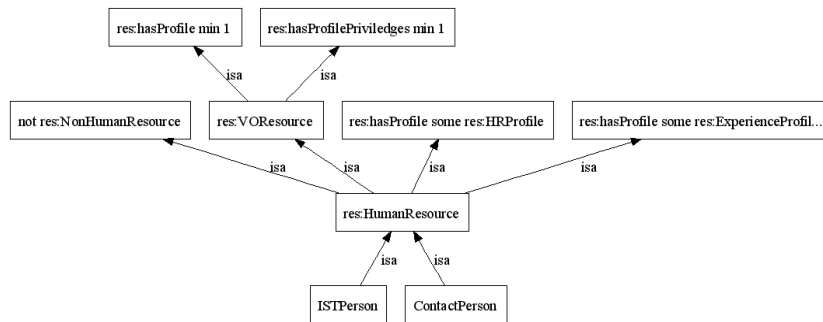 res:hasProfile min 1
res:hasProfilePriviledges min 1
isa
isa
not res:NonHumanResource
res:VOResource
res:hasProfile some res:HRProfile
res:hasProfile some res:ExperienceProfil...
isa
isa
isa
isa
res:HumanResource
isa
isa
ISTPerson
ContactPerson